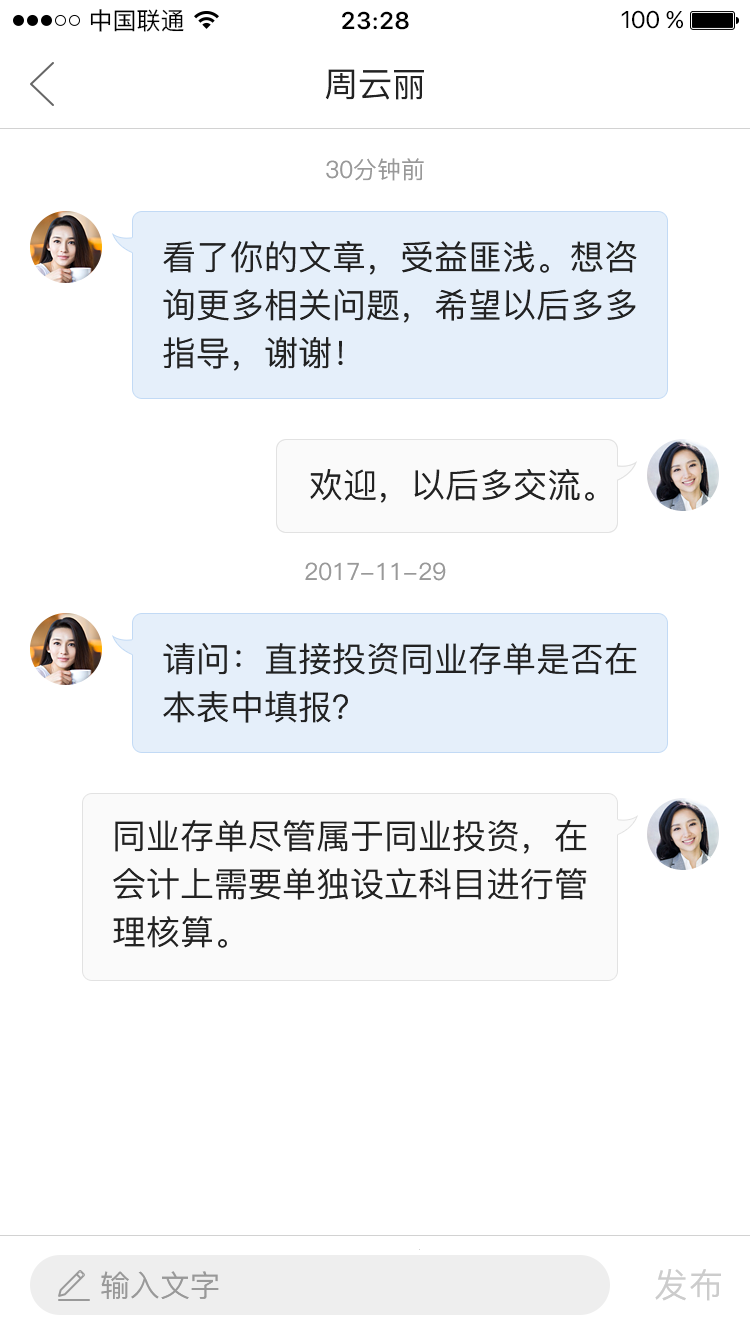 中国联通
23:28
100 %
周云丽
30分钟前
看了你的文章，受益匪浅。想咨
询更多相关问题，希望以后多多
指导，谢谢！
欢迎，以后多交流。
2017-11-29
请问：直接投资同业存单是否在
本表中填报？
同业存单尽管属于同业投资，在
会计上需要单独设立科目进行管
理核算。
输入文字
发布